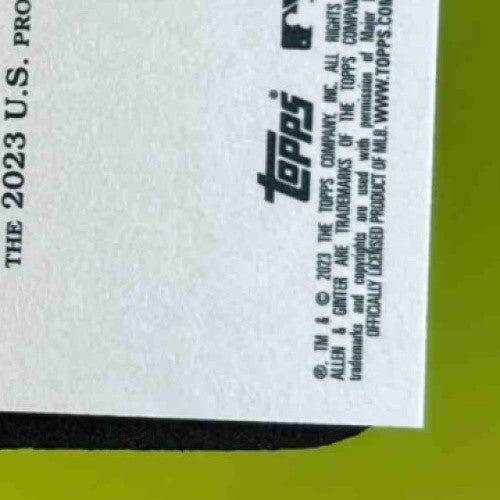 THE 2023 U.S. PRO
topps®
®, TM & © 2023 THE TOPPS COMPANY, INC. ALL RIGHTS
ALLEN & GINTER ARE TRADEMARKS OF THE TOPPS COMPANY
trademarks and copyrights are used with permission of Major
OFFICIALLY LICENSED PRODUCT OF MLB. WWW.TOPPS.COM